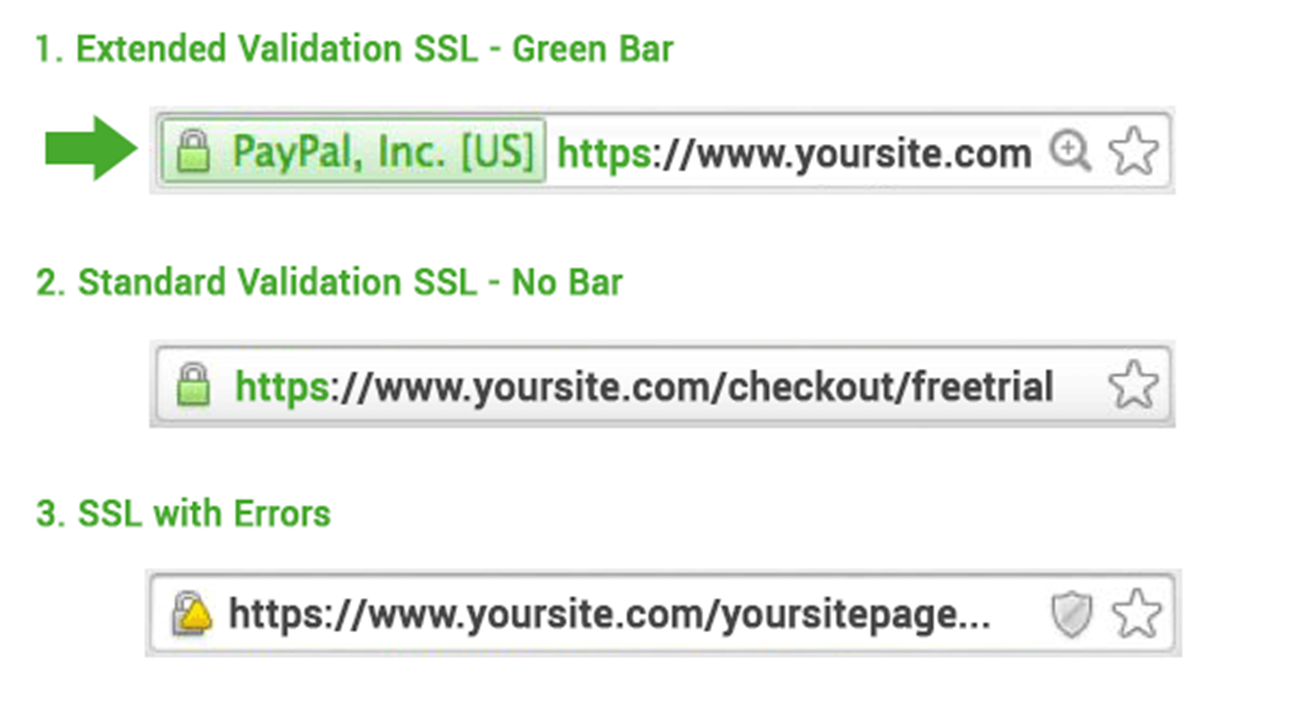 1. Extended Validation SSL - Green Bar
PayPal, Inc. [US] https://www.yoursite.com
2. Standard Validation SSL - No Bar
https://www.yoursite.com/checkout/freetrial
3. SSL with Errors
https://www.yoursite.com/yoursitepage...